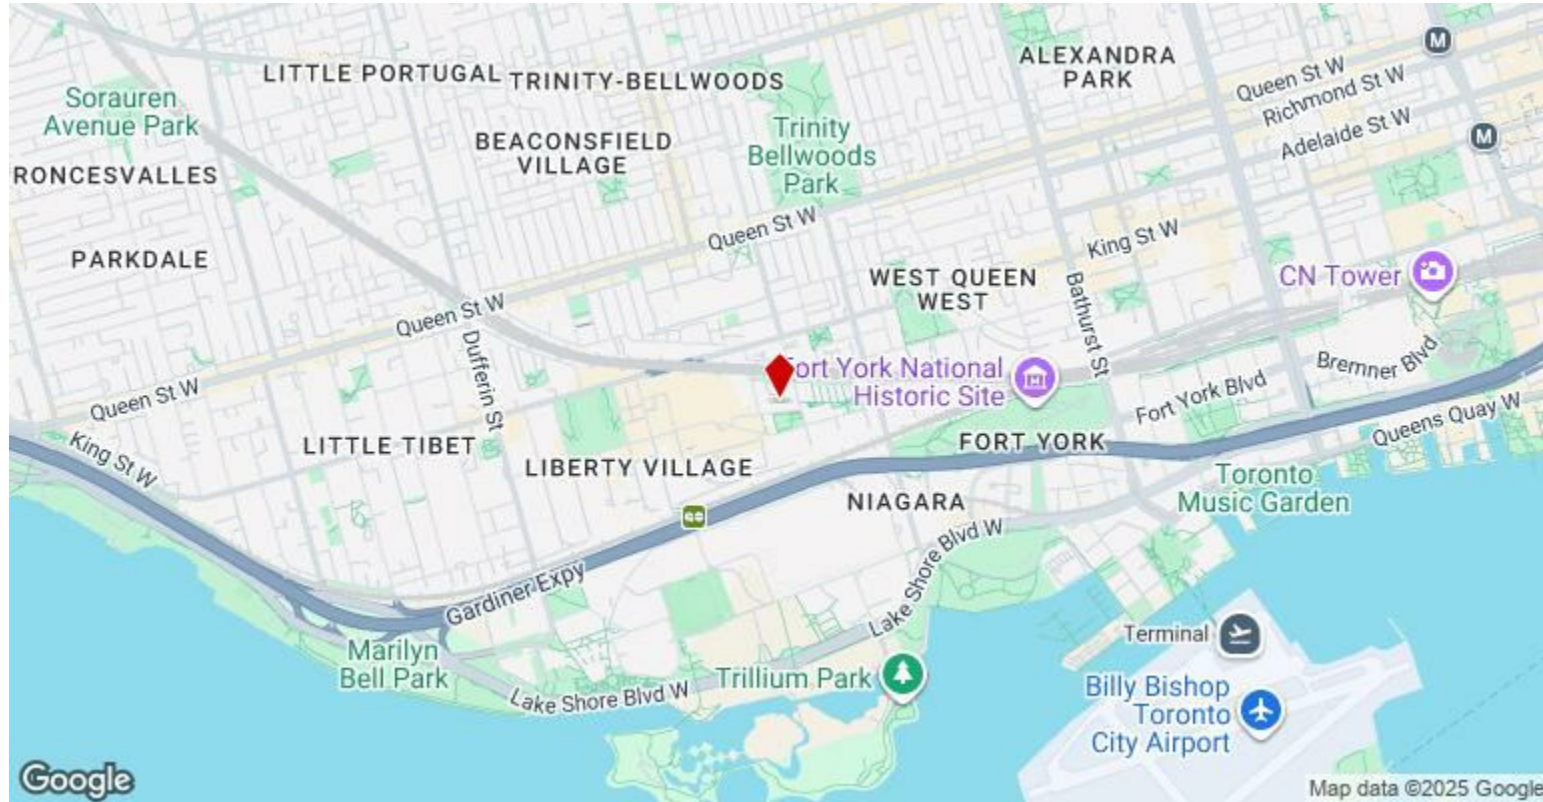 ALEXANDRA
PARK
M
Queen St W
Richmond St W
Adelaide St W
M
LITTLE PORTUGAL
TRINITY-BELLWOODS
Sorauren
Avenue Park
BEACONSFIELD
VILLAGE
Trinity
Bellwoods
Park
RONCESVALLES
Queen St W
King St W
PARKDALE
WEST QUEEN
WEST
CN Tower
Queen St W
Bathurst St
Dufferin St
Bremner Blvd
ort York National
Historic Site
Fort York Blvd
Queen St W
Queens Quay W
King St W
LITTLE TIBET
LIBERTY VILLAGE
FORT YORK
Toronto
Music Garden
NIAGARA
GO
Gardiner Expy
Lake Shore Blvd W
Terminal
Marilyn
Bell Park
Lake Shore Blvd W
Trillium Park
Billy Bishop
Toronto
City Airport
Google
Map data ©2025 Google